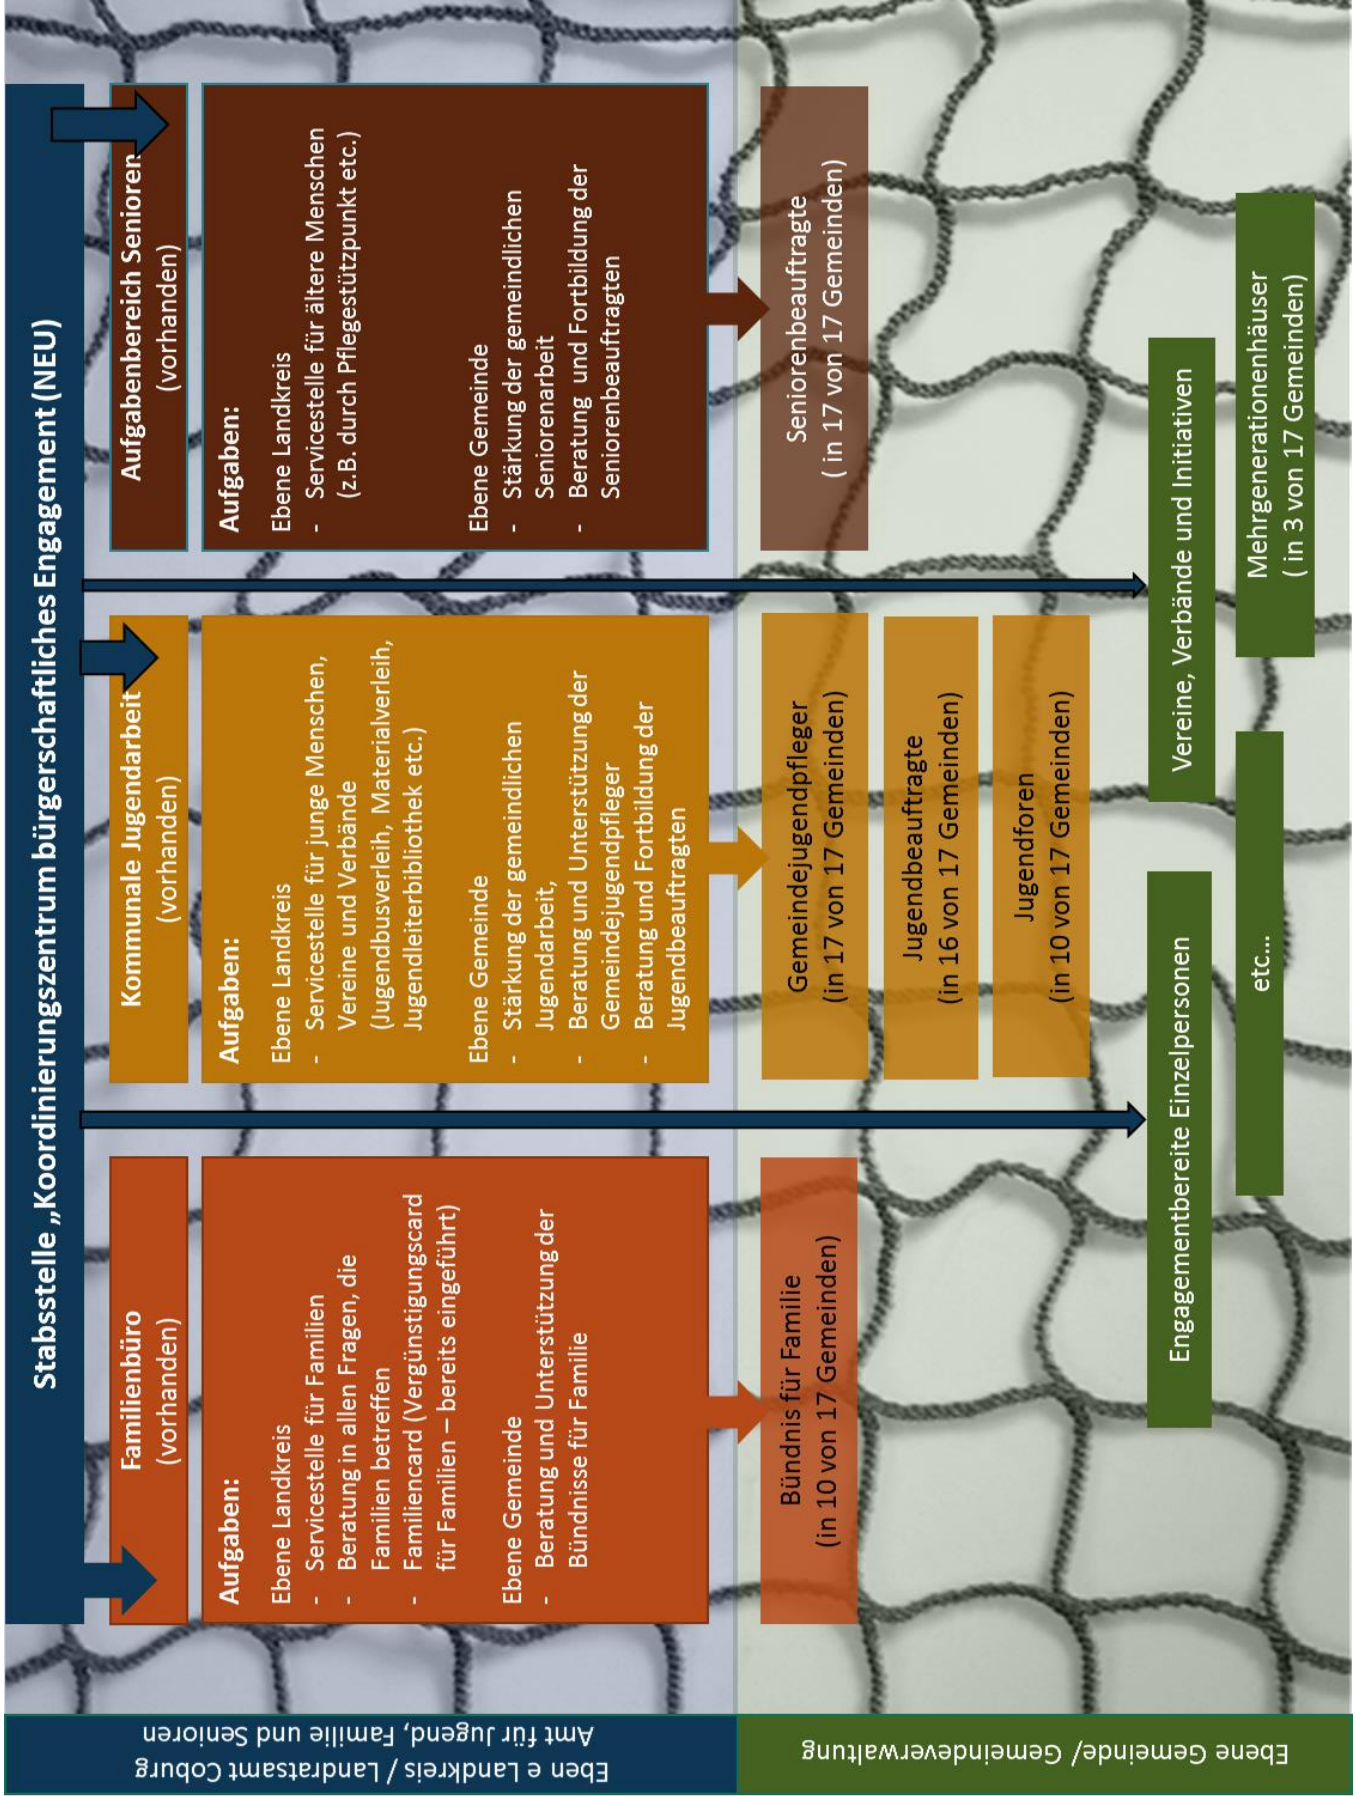 Stabsstelle „Koordinierungszentrum bürgerschaftliches Engagement (NEU)
Eben e Landkreis / Landratsamt Coburg
Amt für Jugend, Familie und Senioren
Familienbüro
(vorhanden)
Aufgaben:
Ebene Landkreis
- Servicestelle für Familien
- Beratung in allen Fragen, die
Familien betreffen
- Familiencard (Vergünstigungscard
für Familien – bereits eingeführt)
Ebene Gemeinde
- Beratung und Unterstützung der
Bündnisse für Familie
Kommunale Jugendarbeit
(vorhanden)
Aufgaben:
Ebene Landkreis
- Servicestelle für junge Menschen,
Vereine und Verbände
(Jugendbusverleih, Materialverleih,
Jugendleiterbibliothek etc.)
Ebene Gemeinde
- Stärkung der gemeindlichen
Jugendarbeit,
- Beratung und Unterstützung der
Gemeindejugendpfleger
- Beratung und Fortbildung der
Jugendbeauftragten
Aufgabenbereich Senioren
(vorhanden)
Aufgaben:
Ebene Landkreis
- Servicestelle für ältere Menschen
(z.B. durch Pflegestützpunkt etc.)
Ebene Gemeinde
- Stärkung der gemeindlichen
Seniorenarbeit
- Beratung und Fortbildung der
Seniorenbeauftragten
Ebene Gemeinde/ Gemeindeverwaltung
Bündnis für Familie
(in 10 von 17 Gemeinden)
Gemeindejugendpfleger
(in 17 von 17 Gemeinden)
Jugendbeauftragte
(in 16 von 17 Gemeinden)
Jugendforen
(in 10 von 17 Gemeinden)
Seniorenbeauftragte
( in 17 von 17 Gemeinden)
Engagementbereite Einzelpersonen
Vereine, Verbände und Initiativen
etc…
Mehrgenerationenhäuser
( in 3 von 17 Gemeinden)